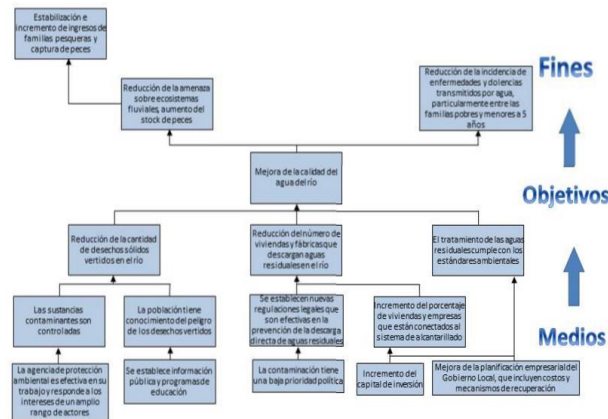 Estabilización e
incremento de ingresos de
familias pesqueras y
captura de peces
Reducción de la amenaza
sobre ecosistemas
fluviales, aumento del
stock de peces
Reducción de la incidencia de
enfermedades y dolencias
transmitidos por agua,
particularmente entre las
familias pobres y menores a 5
años
Fines
Mejora de la calidad del
agua del río
Objetivos
Reducción de la cantidad
de desechos sólidos
vertidos en el río
Reducción del número de
viviendas y fábricas que
descargan aguas
residuales en el río
El tratamiento de las aguas
residuales cumple con los
estándares ambientales
Las sustancias
contaminantes son
controladas
La población tiene
conocimiento del peligro de
los desechos vertidos
Se establecen nuevas
regulaciones legales que
son efectivas en la
prevención de la descarga
directa de aguas residuales
Incremento del porcentaje
de viviendas y empresas
que están conectados al
sistema de alcantarillado
Medios
La agencia de protección
ambiental es efectiva en su
trabajo y responde a los
intereses de un amplio
rango de actores
Se establece información
pública y programas de
educación
La contaminación tiene
una baja prioridad política
Incremento del
capital de inversión
Mejora de la planificación empresarial del
Gobierno Local, que incluyen costos y
mecanismos de recuperación